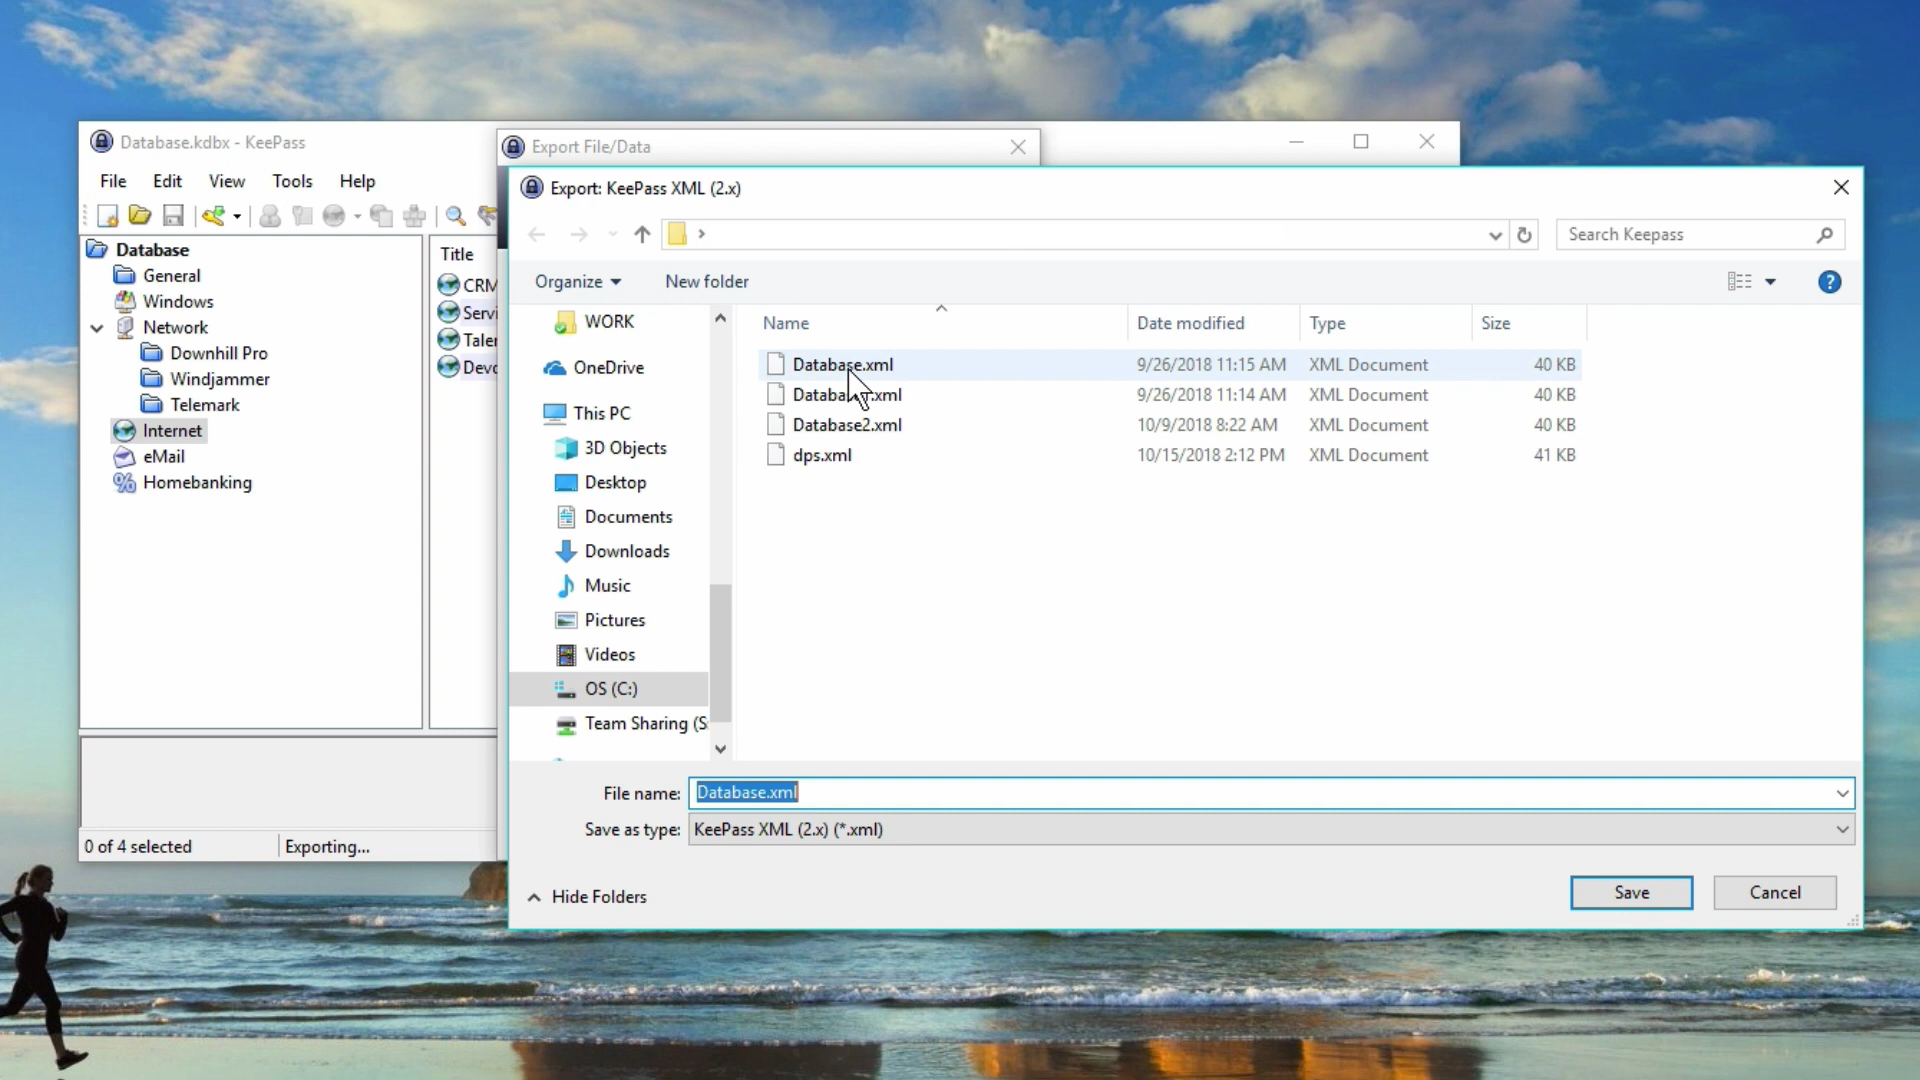 Database.kdbx - KeePass
File Edit View Tools Help
Database
General
Windows
Network
Downhill Pro
Windjammer
Telemark
Internet
eMail
Homebanking
Title
CRM
Servi
Taler
0 of 4 selected Exporting...
Export File/Data
Export: KeePass XML (2.x)
Search Keepass
Organize New folder
WORK
OneDrive
This PC
3D Objects
Desktop
Documents
Downloads
Music
Pictures
Videos
OS (C:)
Team Sharing (S:
Name Date modified Type Size
Database.xml 9/26/2018 11:15 AM XML Document 40 KB
9/26/2018 11:14 AM XML Document 40 KB
Database2.xml 10/9/2018 8:22 AM XML Document 40 KB
dps.xml 10/15/2018 2:12 PM XML Document 41 KB
File name: Database.xml
Save as type: KeePass XML (2.x) (*.xml)
Hide Folders
Save Cancel